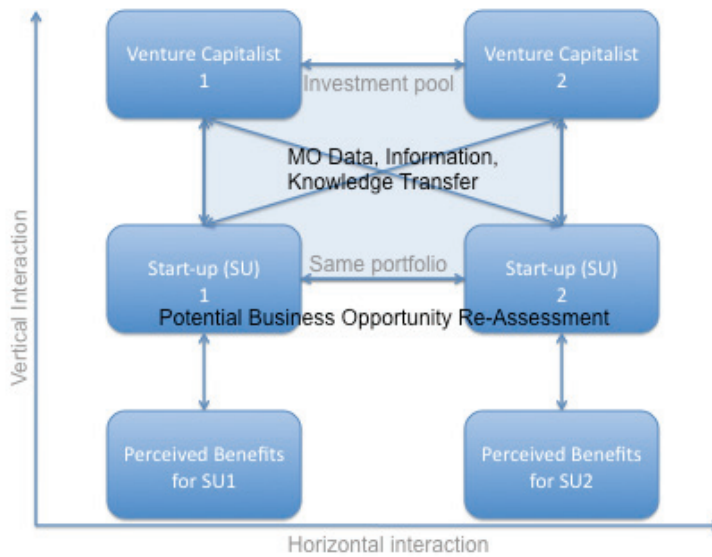 Venture Capitalist
1
Venture Capitalist
2
Investment pool
MO Data, Information,
Knowledge Transfer
Start-up (SU)
1
Same portfolio
Start-up (SU)
2
Potential Business Opportunity Re-Assessment
Vertical Interaction
Perceived Benefits
for SU1
Perceived Benefits
for SU2
Horizontal interaction